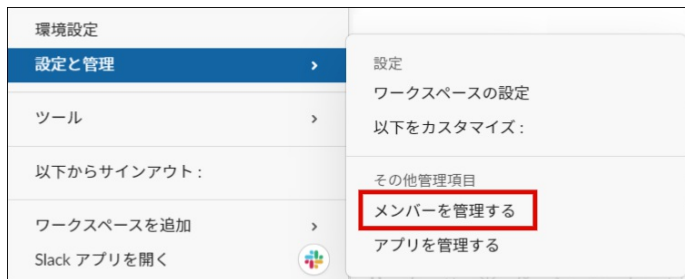 環境設定
設定と管理
ツール
以下からサインアウト :
ワークスペースを追加
Slack アプリを開く
設定
ワークスペースの設定
以下をカスタマイズ :
その他管理項目
メンバーを管理する
アプリを管理する